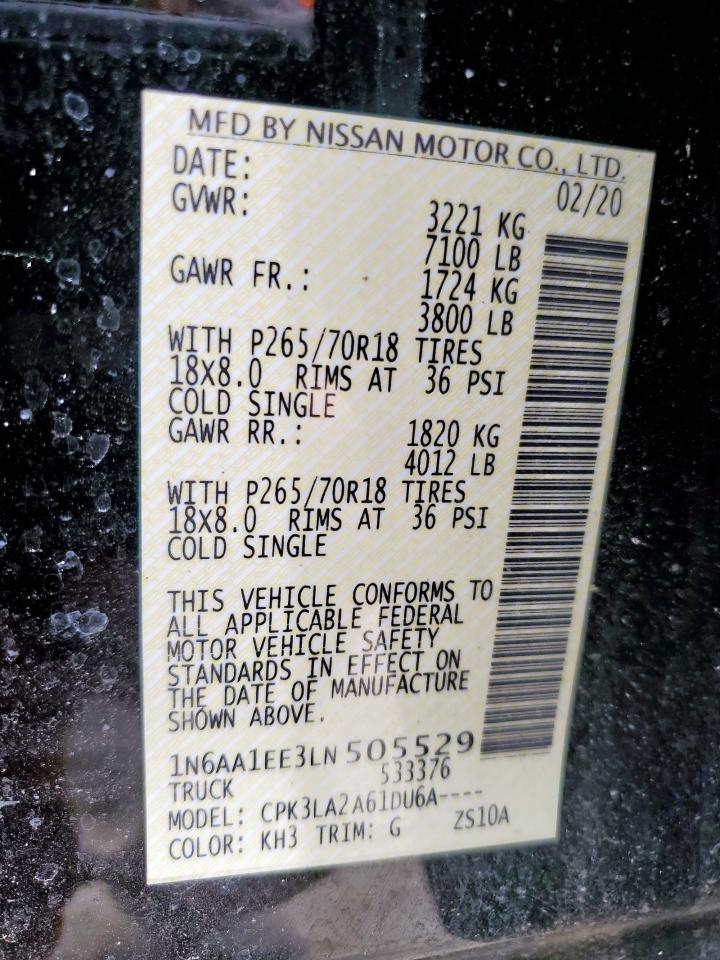 MFD BY NISSAN MOTOR CO., LTD.
DATE: 02/20
GVWR: 3221 KG
7100 LB
GAWR FR.: 1724 KG
3800 LB
WITH P265/70R18 TIRES
18X8.0 RIMS AT 36 PSI
COLD SINGLE
GAWR RR.: 1820 KG
4012 LB
WITH P265/70R18 TIRES
18X8.0 RIMS AT 36 PSI
COLD SINGLE
THIS VEHICLE CONFORMS TO
ALL APPLICABLE FEDERAL
MOTOR VEHICLE SAFETY
STANDARDS IN EFFECT ON
THE DATE OF MANUFACTURE
SHOWN ABOVE.
1N6AA1EE3LN 505529
TRUCK 533376
MODEL: CPK3LA2A61DU6A----
COLOR: KH3 TRIM: G ZS10A